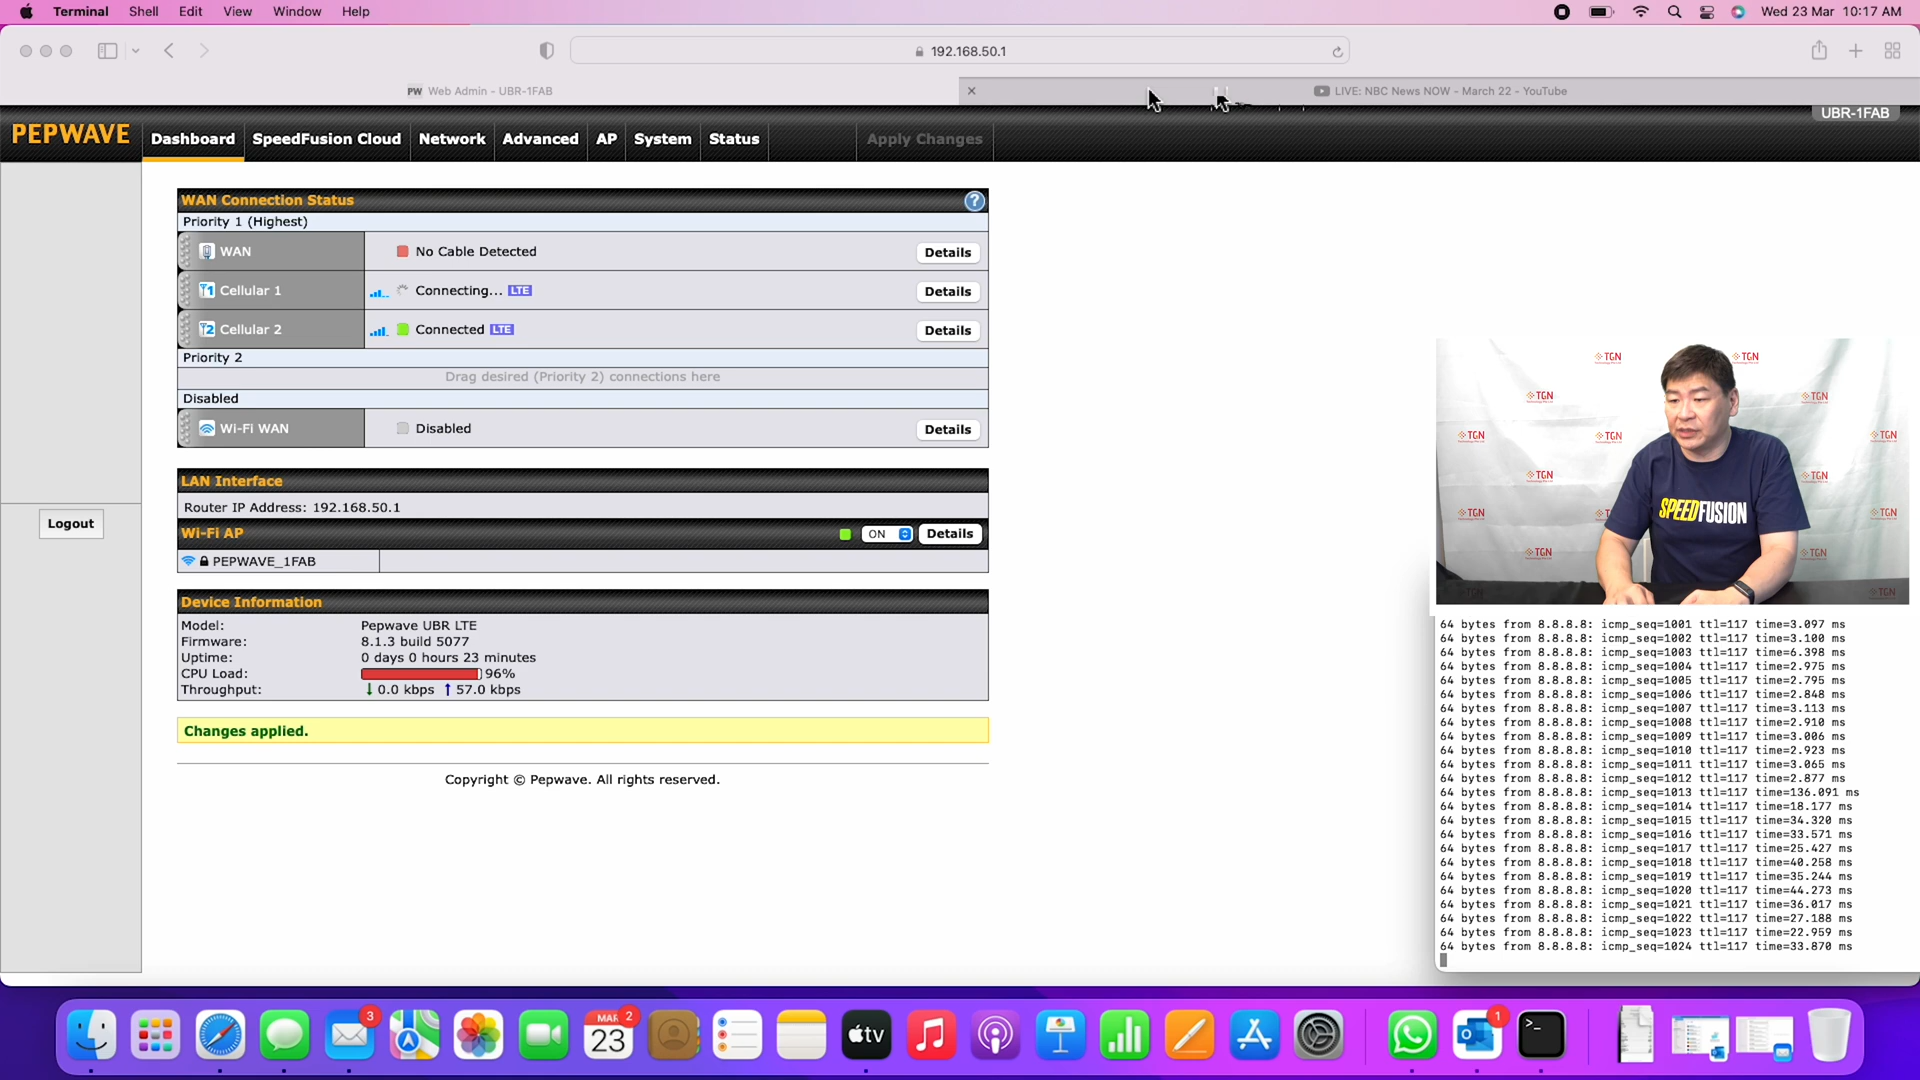 Terminal Shell Edit View Window Help
Wed 23 Mar 10:17 AM
192.168.50.1
PW Web Admin - UBR-1FAB
LIVE: NBC News NOW - March 22 - YouTube
UBR-1FAB
PEPWAVE Dashboard SpeedFusion Cloud Network Advanced AP System Status Apply Changes
WAN Connection Status ?
Priority 1 (Highest)
WAN No Cable Detected Details
1 Cellular 1 Connecting... LTE Details
2 Cellular 2 Connected LTE Details
Priority 2
Drag desired (Priority 2) connections here
Disabled
Wi-Fi WAN Disabled Details
LAN Interface
Router IP Address: 192.168.50.1
Wi-Fi AP ON Details
PEPWAVE_1FAB
Logout
Device Information
Model: Pepwave UBR LTE
Firmware: 8.1.3 build 5077
Uptime: 0 days 0 hours 23 minutes
CPU Load: 96%
Throughput: ↓ 0.0 kbps ↑ 57.0 kbps
Changes applied.
Copyright © Pepwave. All rights reserved.
TGN
TGN
TGN
TGN
TGN
TGN
TGN
TGN
TGN
TGN
TGN
TGN
TGN
SPEEDFUSION
64 bytes from 8.8.8.8: icmp_seq=1001 ttl=117 time=3.097 ms
64 bytes from 8.8.8.8: icmp_seq=1002 ttl=117 time=3.100 ms
64 bytes from 8.8.8.8: icmp_seq=1003 ttl=117 time=6.398 ms
64 bytes from 8.8.8.8: icmp_seq=1004 ttl=117 time=2.975 ms
64 bytes from 8.8.8.8: icmp_seq=1005 ttl=117 time=2.795 ms
64 bytes from 8.8.8.8: icmp_seq=1006 ttl=117 time=2.848 ms
64 bytes from 8.8.8.8: icmp_seq=1007 ttl=117 time=3.113 ms
64 bytes from 8.8.8.8: icmp_seq=1008 ttl=117 time=2.910 ms
64 bytes from 8.8.8.8: icmp_seq=1009 ttl=117 time=3.006 ms
64 bytes from 8.8.8.8: icmp_seq=1010 ttl=117 time=2.923 ms
64 bytes from 8.8.8.8: icmp_seq=1011 ttl=117 time=3.065 ms
64 bytes from 8.8.8.8: icmp_seq=1012 ttl=117 time=2.877 ms
64 bytes from 8.8.8.8: icmp_seq=1013 ttl=117 time=136.091 ms
64 bytes from 8.8.8.8: icmp_seq=1014 ttl=117 time=18.177 ms
64 bytes from 8.8.8.8: icmp_seq=1015 ttl=117 time=34.320 ms
64 bytes from 8.8.8.8: icmp_seq=1016 ttl=117 time=33.571 ms
64 bytes from 8.8.8.8: icmp_seq=1017 ttl=117 time=25.427 ms
64 bytes from 8.8.8.8: icmp_seq=1018 ttl=117 time=40.258 ms
64 bytes from 8.8.8.8: icmp_seq=1019 ttl=117 time=35.244 ms
64 bytes from 8.8.8.8: icmp_seq=1020 ttl=117 time=44.273 ms
64 bytes from 8.8.8.8: icmp_seq=1021 ttl=117 time=36.017 ms
64 bytes from 8.8.8.8: icmp_seq=1022 ttl=117 time=27.188 ms
64 bytes from 8.8.8.8: icmp_seq=1023 ttl=117 time=22.959 ms
64 bytes from 8.8.8.8: icmp_seq=1024 ttl=117 time=33.870 ms
3
MAR 2
23
tv
1
>_